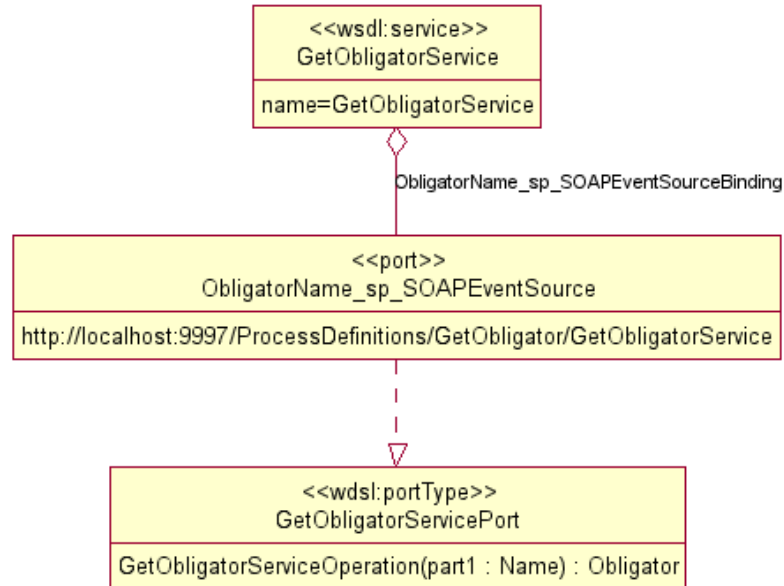 <<wsdl:service>>
GetObligatorService
name=GetObligatorService
ObligatorName_sp_SOAPEventSourceBinding
<<port>>
ObligatorName_sp_SOAPEventSource
http://localhost:9997/ProcessDefinitions/GetObligator/GetObligatorService
<<wdsl:portType>>
GetObligatorServicePort
GetObligatorServiceOperation(part1 : Name) : Obligator